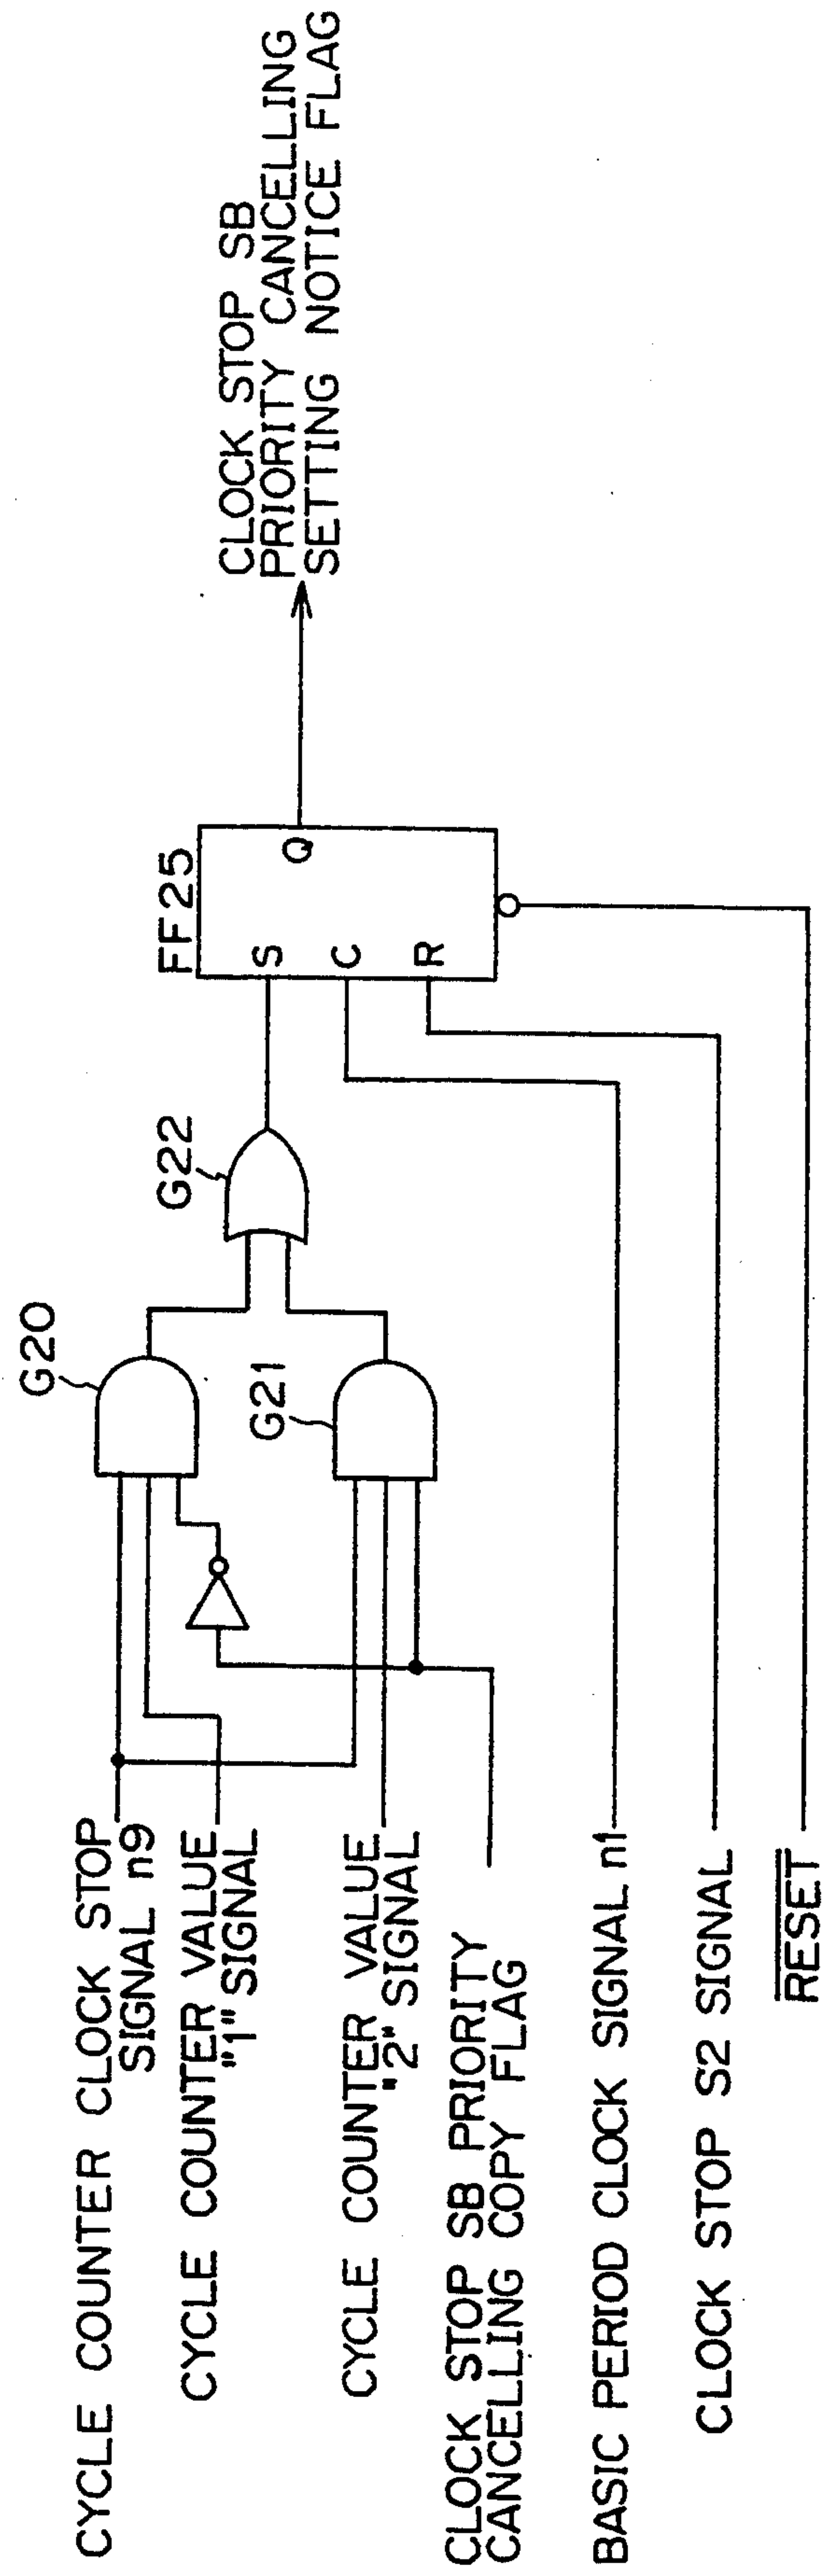 CYCLE COUNTER CLOCK STOP
SIGNAL n9
CYCLE COUNTER VALUE
"1" SIGNAL
CYCLE COUNTER VALUE
"2" SIGNAL
CLOCK STOP SB PRIORITY
CANCELLING COPY FLAG
BASIC PERIOD CLOCK SIGNAL n1
CLOCK STOP S2 SIGNAL
RESET
G20
G21
G22
FF25
S
C
R
Q
CLOCK STOP SB
PRIORITY CANCELLING
SETTING NOTICE FLAG